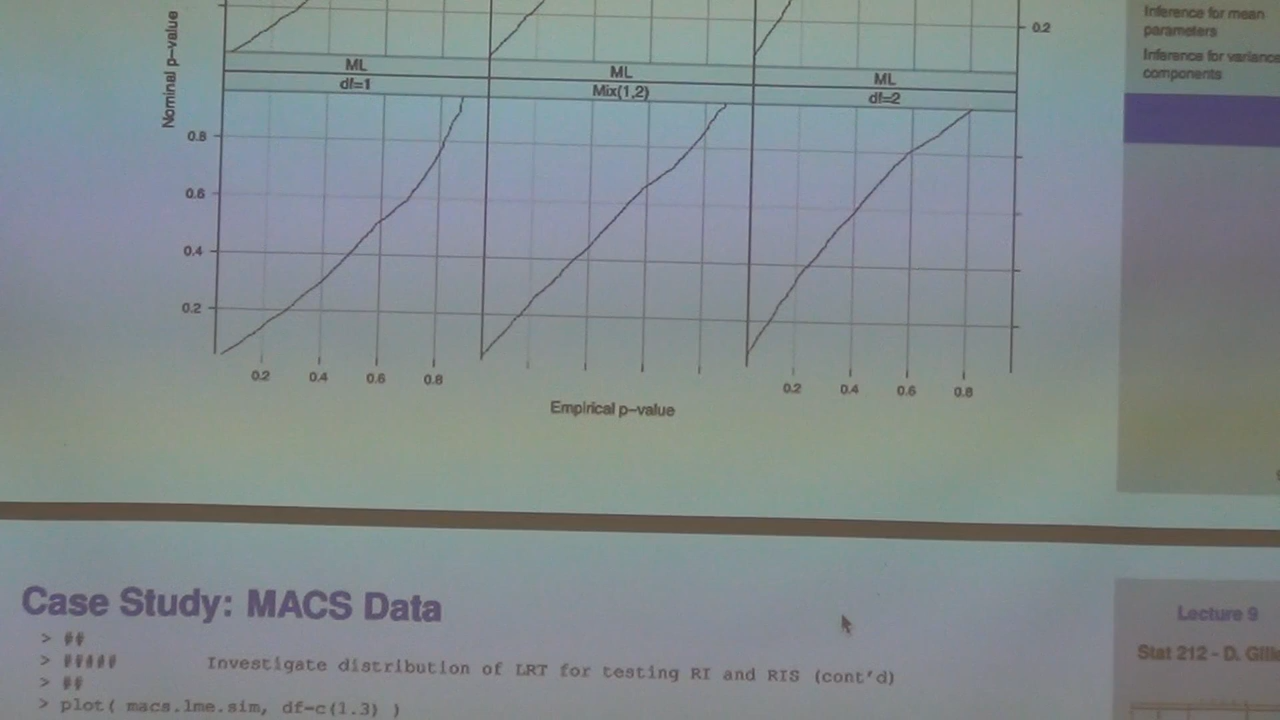 Nominal p-value
0.2
Inference for mean
parameters
Inference for variance
components
ML
ML
ML
df=1
Mix(1,2)
df=2
0.8
0.6
0.4
0.2
0.2
0.4
0.6
0.8
0.2
0.4
0.6
0.8
Empirical p-value
Case Study: MACS Data
> ##
> ##### Investigate distribution of LRT for testing RI and RIS (cont'd)
> ##
> plot( macs.lme.sim, df=c(1.3) )
Lecture 9
Stat 212 - D. Gill